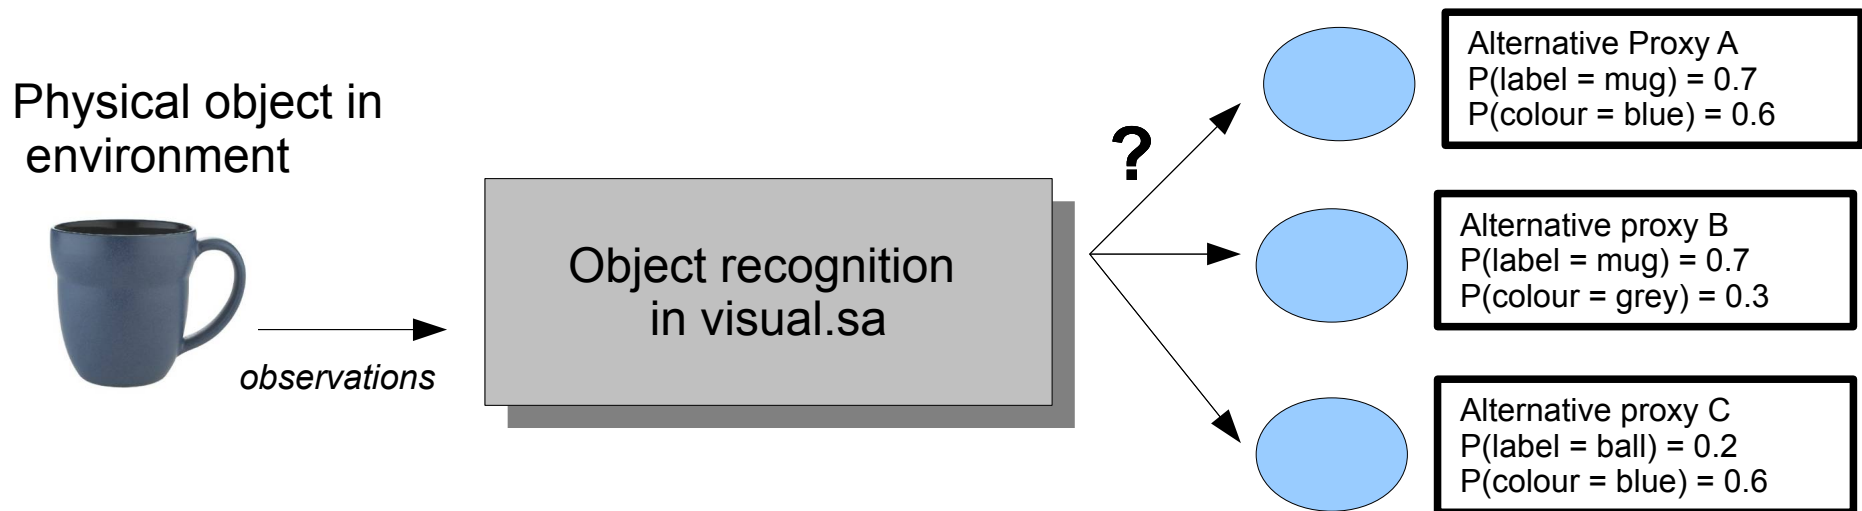 Physical object in
environment
observations
Object recognition
in visual.sa
?
Alternative Proxy A
P(label = mug) = 0.7
P(colour = blue) = 0.6
Alternative proxy B
P(label = mug) = 0.7
P(colour = grey) = 0.3
Alternative proxy C
P(label = ball) = 0.2
P(colour = blue) = 0.6